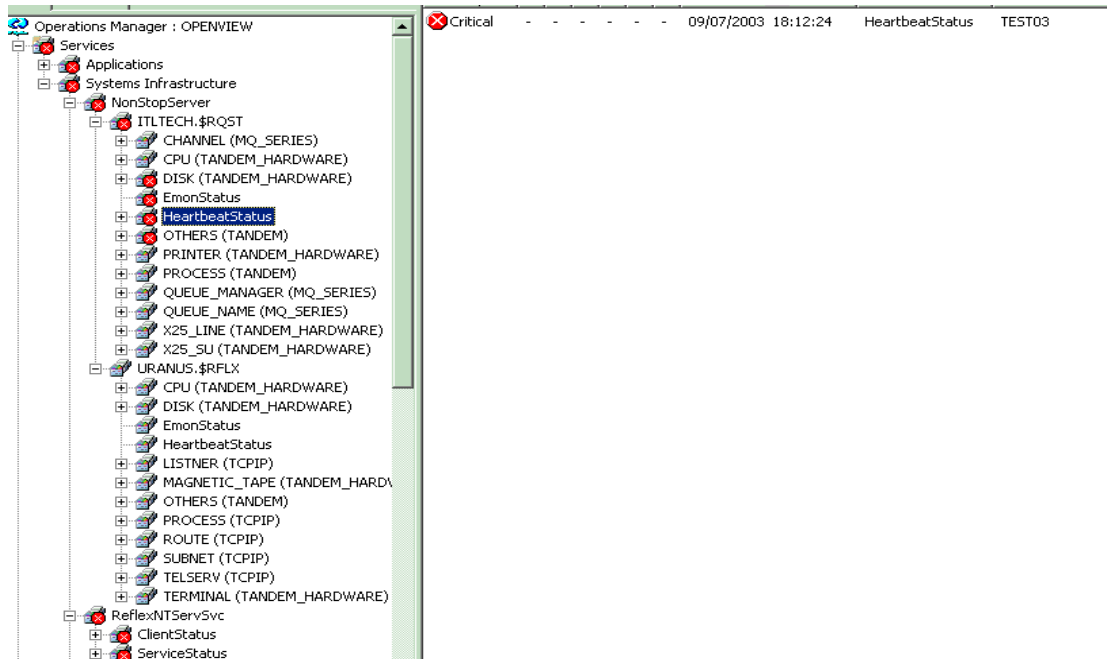 Operations Manager : OPENVIEW
Services
Applications
Systems Infrastructure
NonStopServer
ITLTECH.$RQST
CHANNEL (MQ_SERIES)
CPU (TANDEM_HARDWARE)
DISK (TANDEM_HARDWARE)
EmonStatus
HeartbeatStatus
OTHERS (TANDEM)
PRINTER (TANDEM_HARDWARE)
PROCESS (TANDEM)
QUEUE_MANAGER (MQ_SERIES)
QUEUE_NAME (MQ_SERIES)
X25_LINE (TANDEM_HARDWARE)
X25_SU (TANDEM_HARDWARE)
URANUS.$RFLX
CPU (TANDEM_HARDWARE)
DISK (TANDEM_HARDWARE)
EmonStatus
HeartbeatStatus
LISTNER (TCPIP)
MAGNETIC_TAPE (TANDEM_HARD
OTHERS (TANDEM)
PROCESS (TCPIP)
ROUTE (TCPIP)
SUBNET (TCPIP)
TELSERV (TCPIP)
TERMINAL (TANDEM_HARDWARE)
ReflexNTServSvc
ClientStatus
ServiceStatus
Critical - - - - - - 09/07/2003 18:12:24 HeartbeatStatus TEST03